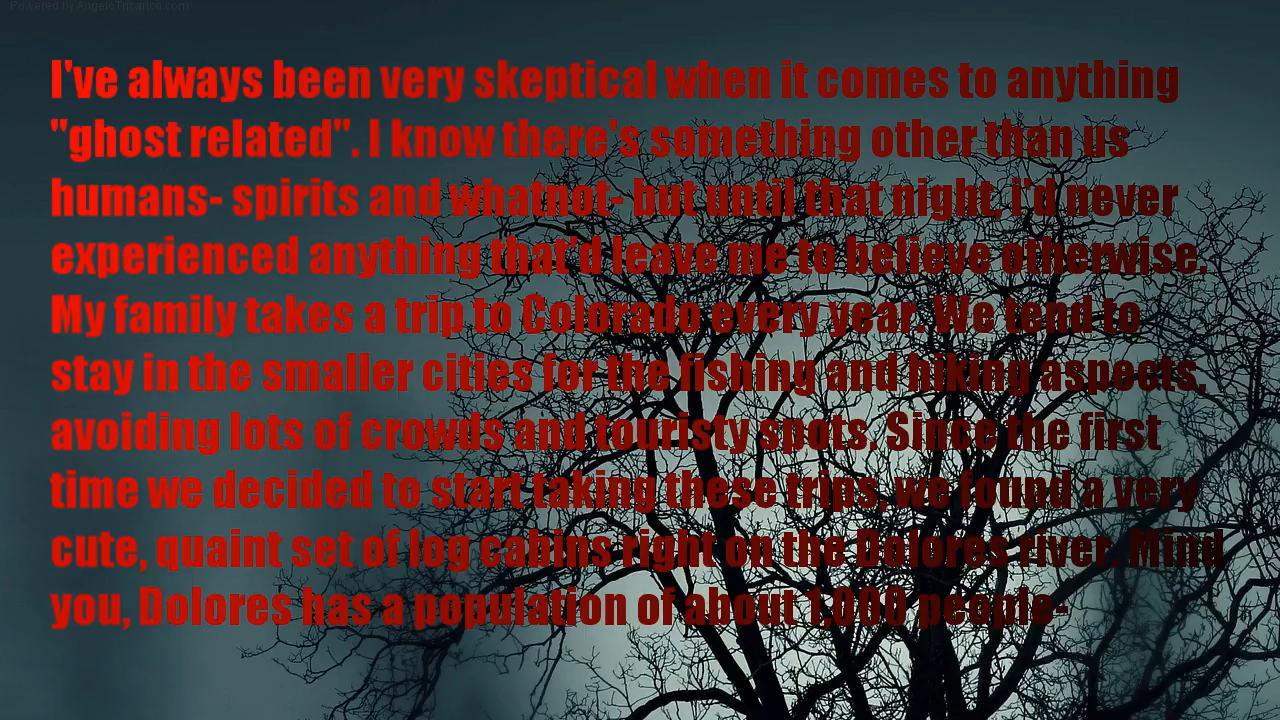 Powered by AngeloTricarico.com
I've always been very skeptical when it comes to anything
"ghost related". I know there's something other than us
humans- spirits and whatnot- but until that night, i'd never
experienced anything that'd leave me to believe otherwise.
My family takes a trip to Colorado every year. We tend to
stay in the smaller cities for the fishing and hiking aspects,
avoiding lots of crowds and touristy spots. Since the first
time we decided to start taking these trips, we found a very
cute, quaint set of log cabins right on the Dolores river. Mind
you, Dolores has a population of about 1,000 people-